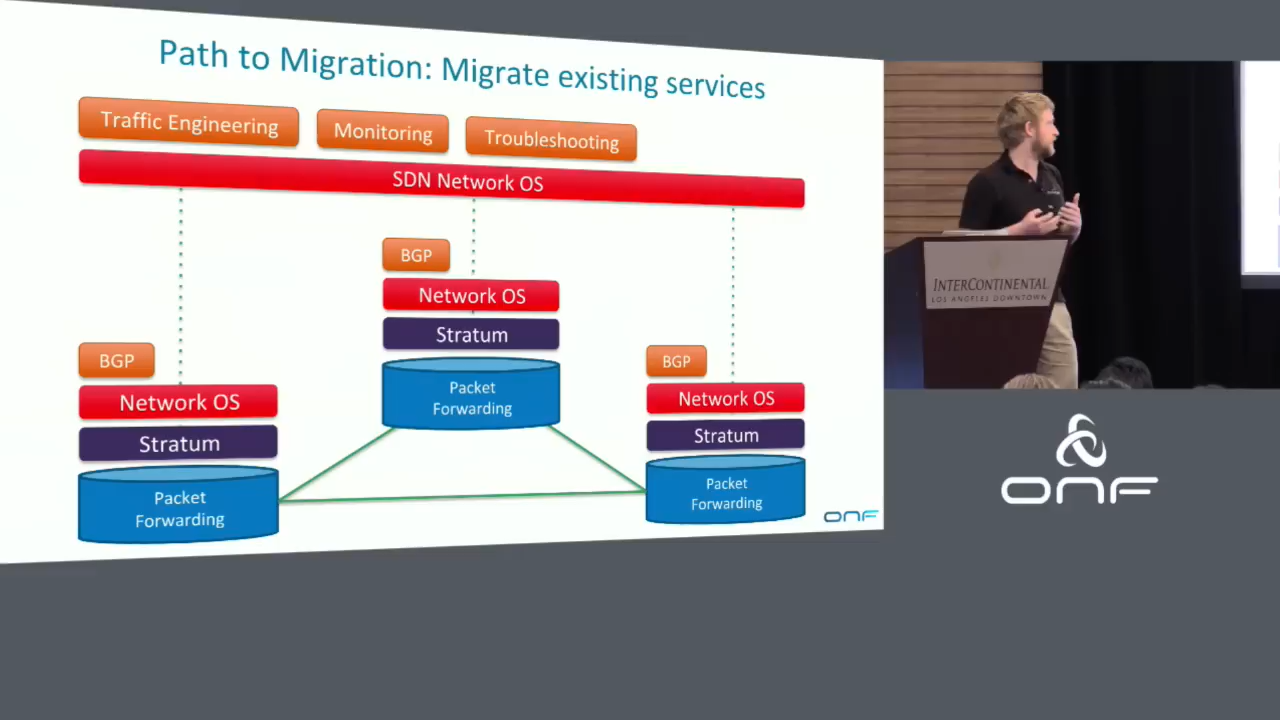 Path to Migration: Migrate existing services
Traffic Engineering
Monitoring
Troubleshooting
SDN Network OS
BGP
Network OS
Stratum
Packet
Forwarding
BGP
Network OS
Stratum
Packet
Forwarding
BGP
Network OS
Stratum
Packet
Forwarding
ONF
INTERCONTINENTAL
LOS ANGELES DOWNTOWN
ONF